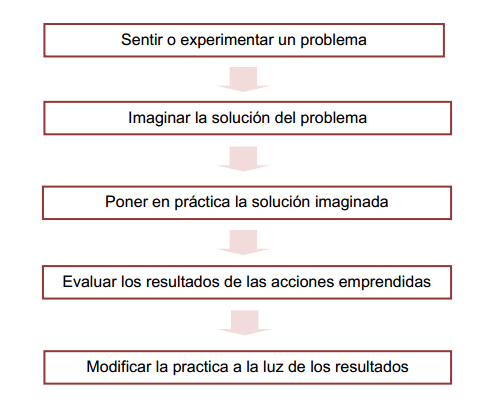 Sentir o experimentar un problema
Imaginar la solución del problema
Poner en práctica la solución imaginada
Evaluar los resultados de las acciones emprendidas
Modificar la practica a la luz de los resultados